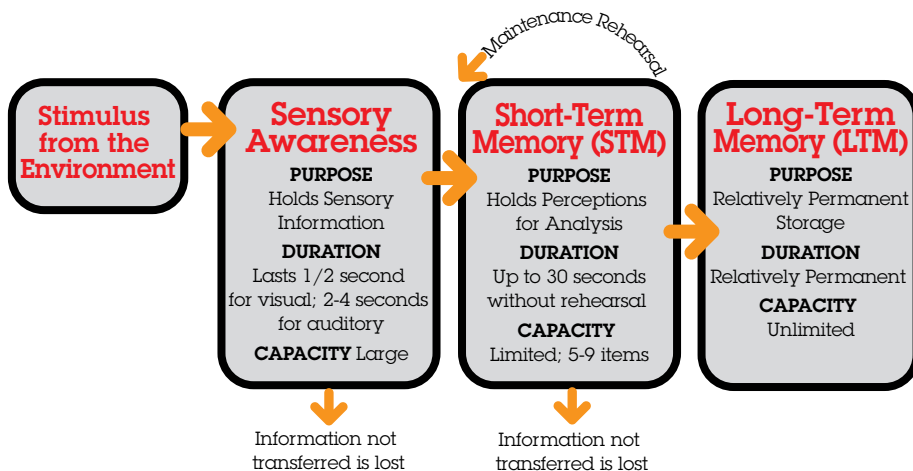 Maintenance Rehearsal
Stimulus
from the
Environment
Sensory
Awareness
PURPOSE
Holds Sensory
Information
DURATION
Lasts 1/2 second
for visual; 2-4 seconds
for auditory
CAPACITY Large
Information not
transferred is lost
Short-Term
Memory (STM)
PURPOSE
Holds Perceptions
for Analysis
DURATION
Up to 30 seconds
without rehearsal
CAPACITY
Limited; 5-9 items
Information not
transferred is lost
Long-Term
Memory (LTM)
PURPOSE
Relatively Permanent
Storage
DURATION
Relatively Permanent
CAPACITY
Unlimited